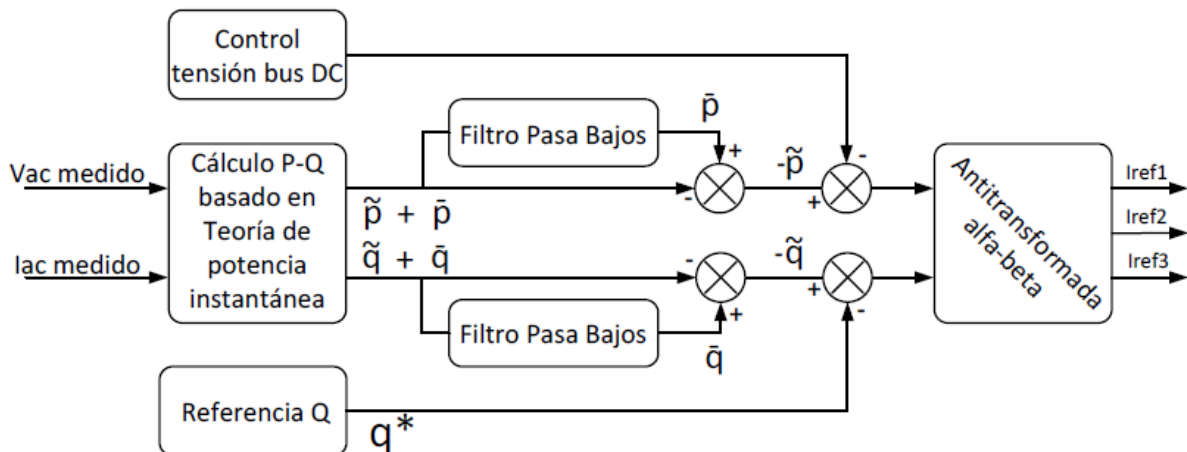 Control
tensión bus DC
Filtro Pasa Bajos
p̄
+
-
-p̃
-
+
Vac medido
Iac medido
Cálculo P-Q
basado en
Teoría de
potencia
instantánea
p̃ + p̄
q̃ + q̄
-
+
-q̃
+
-
Filtro Pasa Bajos
q̄
Referencia Q
q*
Antitransformada
alfa-beta
Iref1
Iref2
Iref3